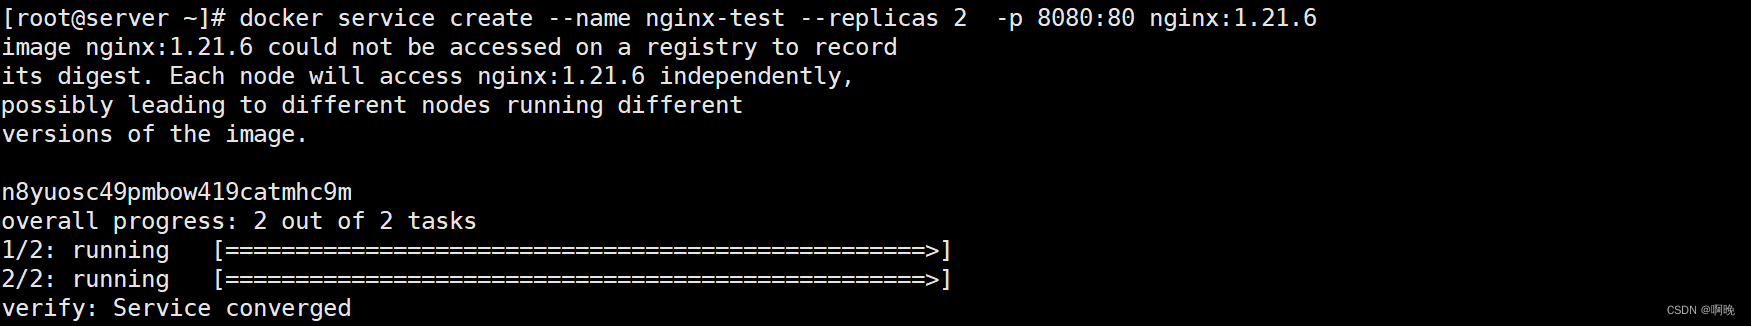 [root@server ~]# docker service create --name nginx-test --replicas 2  -p 8080:80 nginx:1.21.6
image nginx:1.21.6 could not be accessed on a registry to record
its digest. Each node will access nginx:1.21.6 independently,
possibly leading to different nodes running different
versions of the image.

n8yuosc49pmbow419catmhc9m
overall progress: 2 out of 2 tasks
1/2: running   [==================================================>]
2/2: running   [==================================================>]
verify: Service converged
CSDN @啊晚